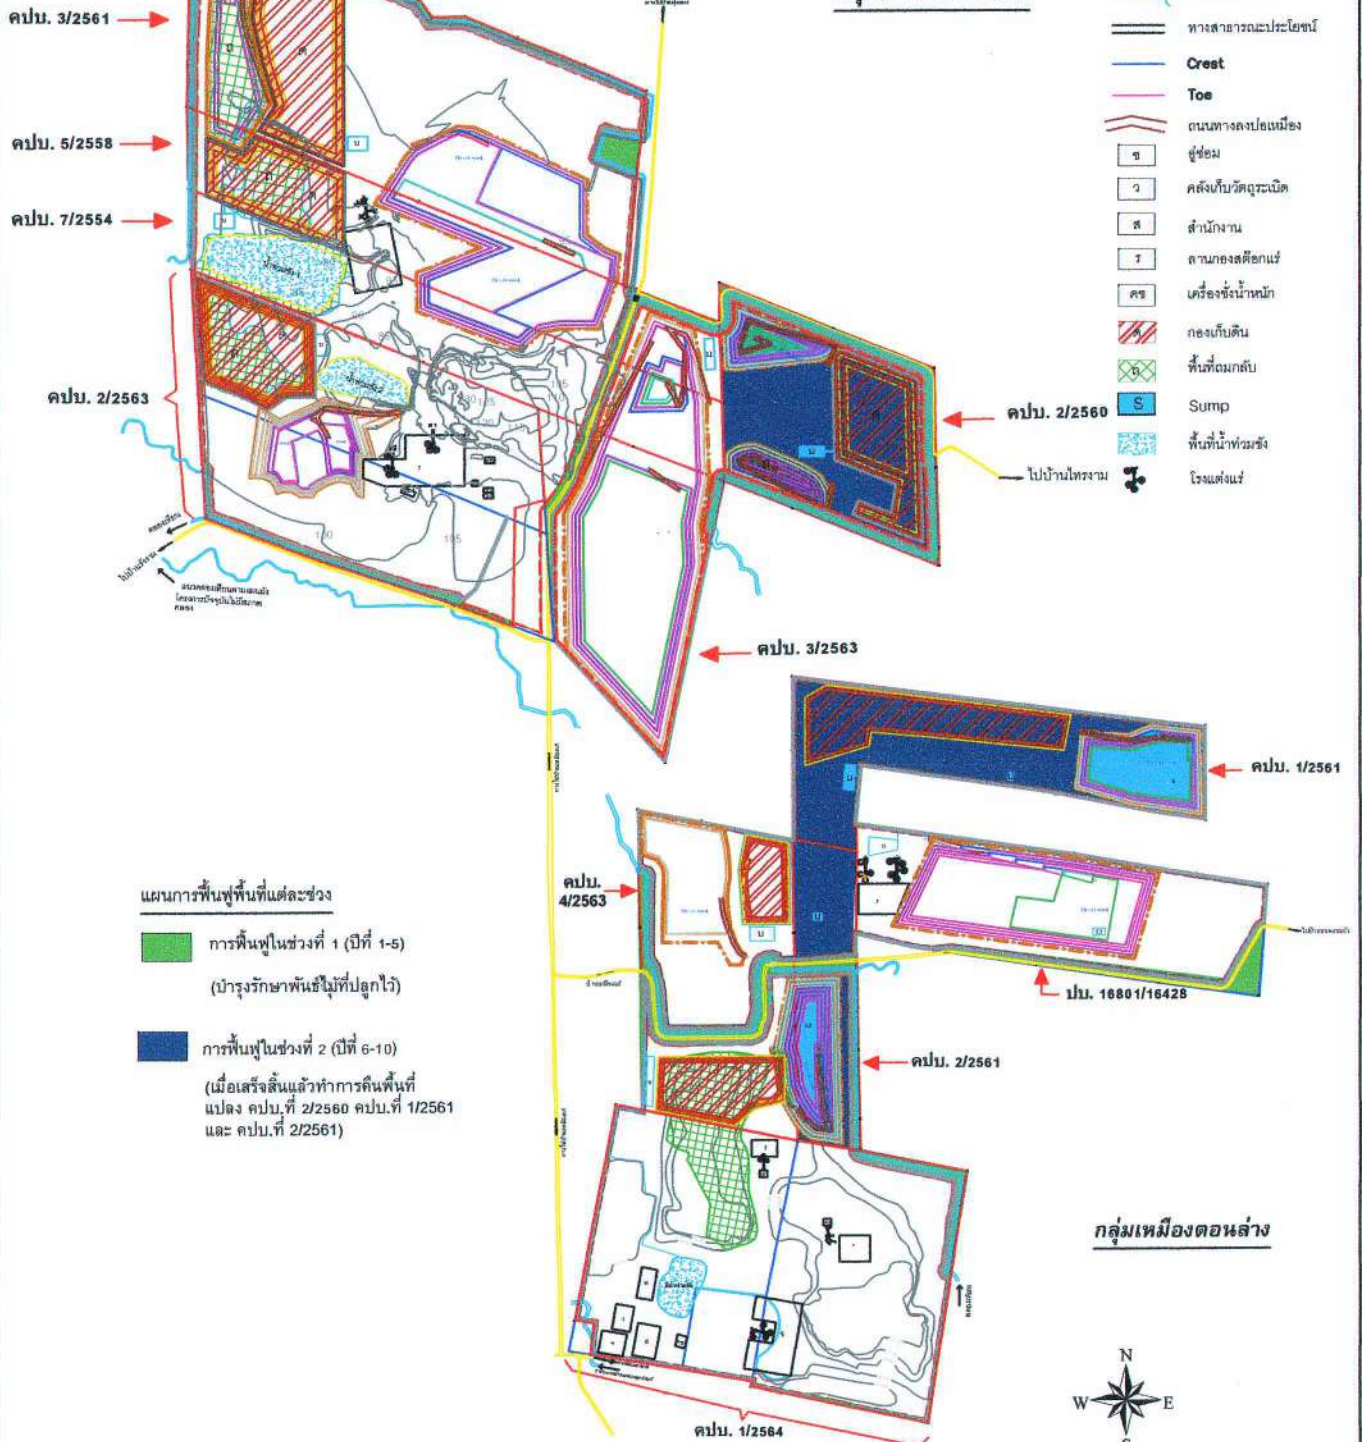 คปบ. 3/2561
คปบ. 5/2558
คปบ. 7/2554
คปบ. 2/2563
ทางสาธารณะประโยชน์
Crest
Toe
ถนนทางลงบ่อเหมือง
ซ
อู่ซ่อม
ว
คลังเก็บวัตถุระเบิด
ส
สำนักงาน
ร
ลานกองสต๊อกแร่
คช
เครื่องชั่งน้ำหนัก
ด
กองเก็บดิน
ถ
พื้นที่ถมกลับ
S
Sump
พื้นที่น้ำท่วมขัง
โรงแต่งแร่
คปบ. 2/2560
ไปบ้านไทรงาม
คปบ. 3/2563
100
105
คปบ. 1/2561
คปบ.
4/2563
ปบ. 16801/16428
คปบ. 2/2561
แผนการฟื้นฟูพื้นที่แต่ละช่วง
การฟื้นฟูในช่วงที่ 1 (ปีที่ 1-5)
(บำรุงรักษาพันธุ์ไม้ที่ปลูกไว้)
การฟื้นฟูในช่วงที่ 2 (ปีที่ 6-10)
(เมื่อเสร็จสิ้นแล้วทำการคืนพื้นที่
แปลง คปบ.ที่ 2/2560 คปบ.ที่ 1/2561
และ คปบ.ที่ 2/2561)
กลุ่มเหมืองตอนล่าง
N
W E
คปบ. 1/2564